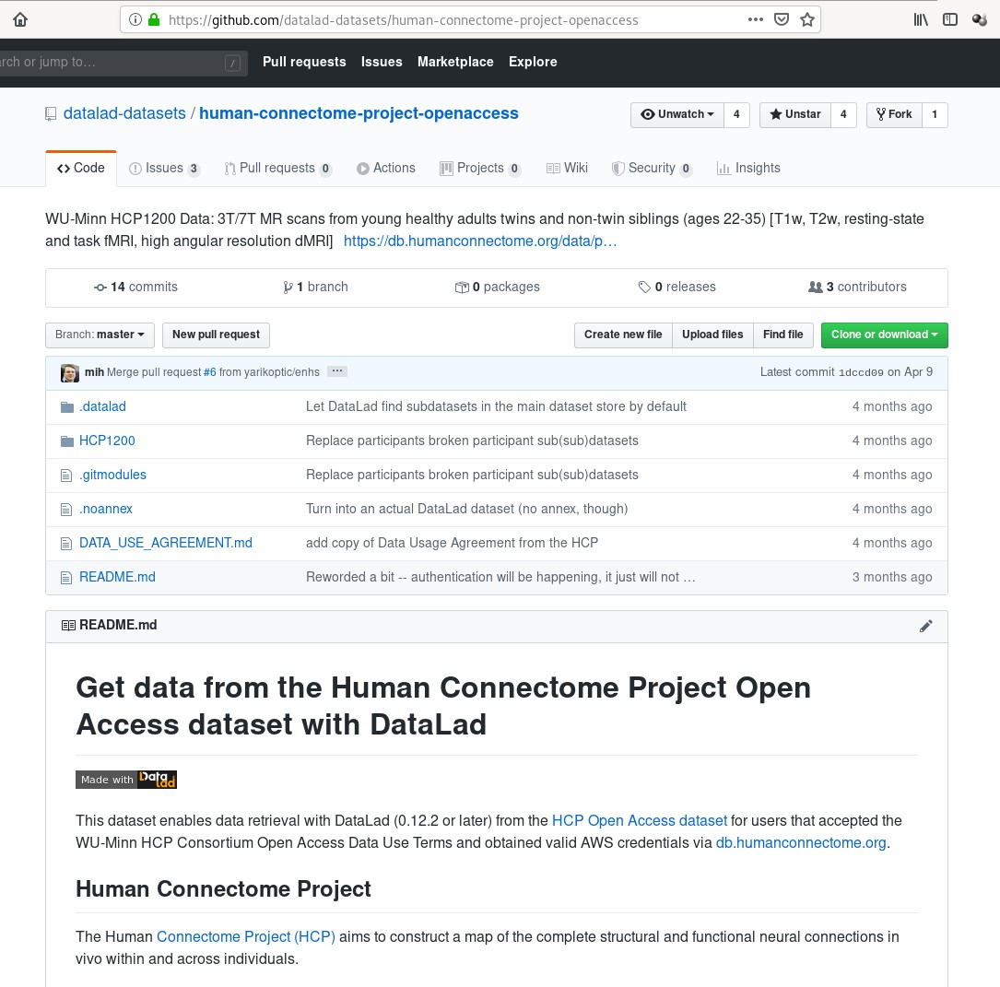 https://github.com/datalad-datasets/human-connectome-project-openaccess
rch or jump to… / Pull requests Issues Marketplace Explore
datalad-datasets / human-connectome-project-openaccess Unwatch 4 Unstar 4 Fork 1
Code Issues 3 Pull requests 0 Actions Projects 0 Wiki Security 0 Insights
WU-Minn HCP1200 Data: 3T/7T MR scans from young healthy adults twins and non-twin siblings (ages 22-35) [T1w, T2w, resting-state
and task fMRI, high angular resolution dMRI] https://db.humanconnectome.org/data/p…
14 commits 1 branch 0 packages 0 releases 3 contributors
Branch: master New pull request Create new file Upload files Find file Clone or download
mih Merge pull request #6 from yarikoptic/enhs ... Latest commit 1dccd09 on Apr 9
.datalad Let DataLad find subdatasets in the main dataset store by default 4 months ago
HCP1200 Replace participants broken participant sub(sub)datasets 4 months ago
.gitmodules Replace participants broken participant sub(sub)datasets 4 months ago
.noannex Turn into an actual DataLad dataset (no annex, though) 4 months ago
DATA_USE_AGREEMENT.md add copy of Data Usage Agreement from the HCP 4 months ago
README.md Reworded a bit -- authentication will be happening, it just will not … 3 months ago
README.md
Get data from the Human Connectome Project Open
Access dataset with DataLad
Made with DataLad
This dataset enables data retrieval with DataLad (0.12.2 or later) from the HCP Open Access dataset for users that accepted the
WU-Minn HCP Consortium Open Access Data Use Terms and obtained valid AWS credentials via db.humanconnectome.org.
Human Connectome Project
The Human Connectome Project (HCP) aims to construct a map of the complete structural and functional neural connections in
vivo within and across individuals.